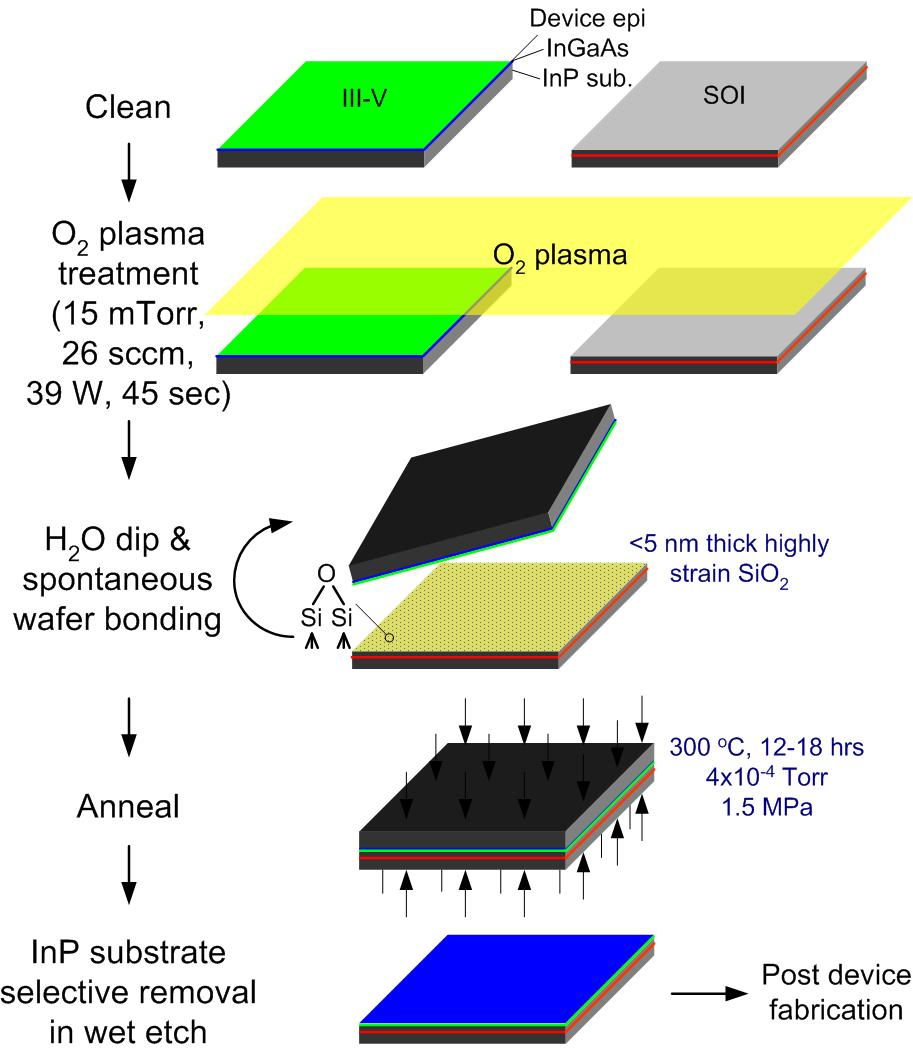 Device epi
InGaAs
InP sub.
Clean
III-V
SOI
O2 plasma
treatment
(15 mTorr,
26 sccm,
39 W, 45 sec)
O2 plasma
H2O dip &
spontaneous
wafer bonding
O
Si Si
<5 nm thick highly
strain SiO2
Anneal
300 oC, 12-18 hrs
4x10-4 Torr
1.5 MPa
InP substrate
selective removal
in wet etch
Post device
fabrication